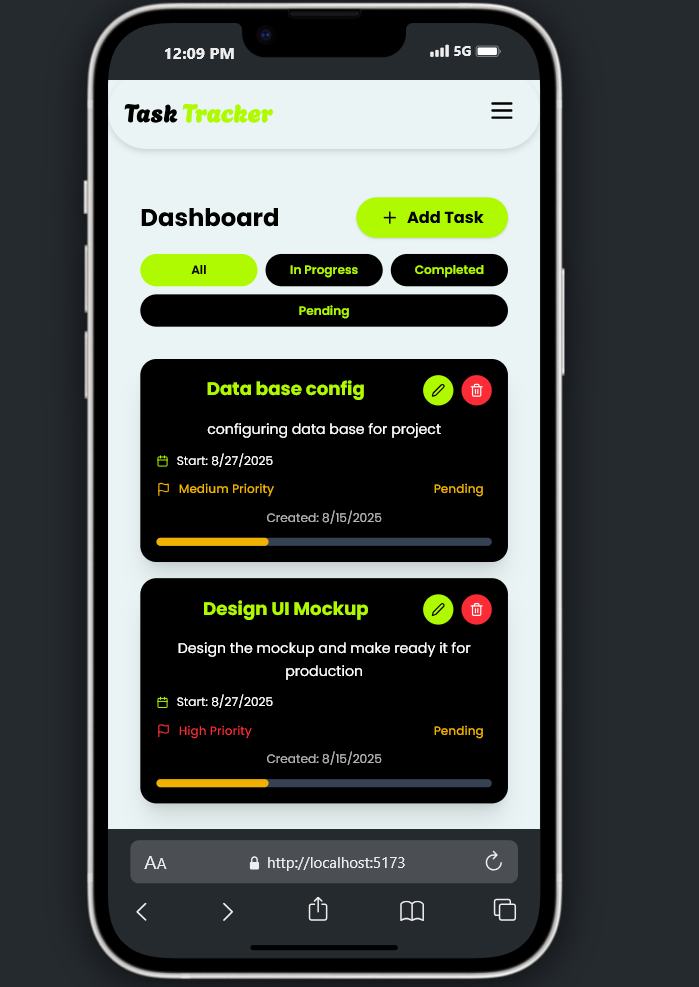 12:09 PM 5G
Task Tracker
Dashboard
Add Task
All In Progress Completed
Pending
Data base config
configuring data base for project
Start: 8/27/2025
Medium Priority Pending
Created: 8/15/2025
Design UI Mockup
Design the mockup and make ready it for
production
Start: 8/27/2025
High Priority Pending
Created: 8/15/2025
AA http://localhost:5173